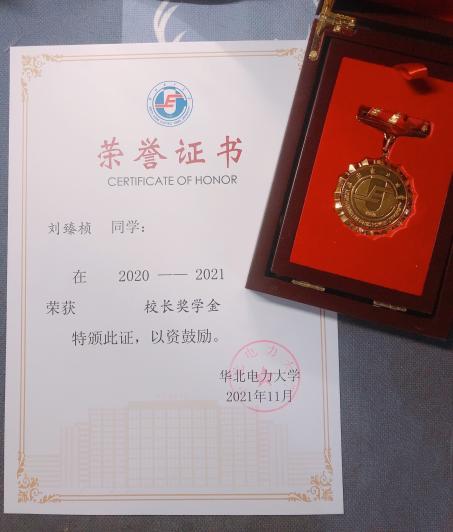 荣誉证书
CERTIFICATE OF HONOR
刘臻桢 同学：
在 2020 —— 2021
荣获 校长奖学金
特颁此证，以资鼓励。
华北电力大学
2021年11月